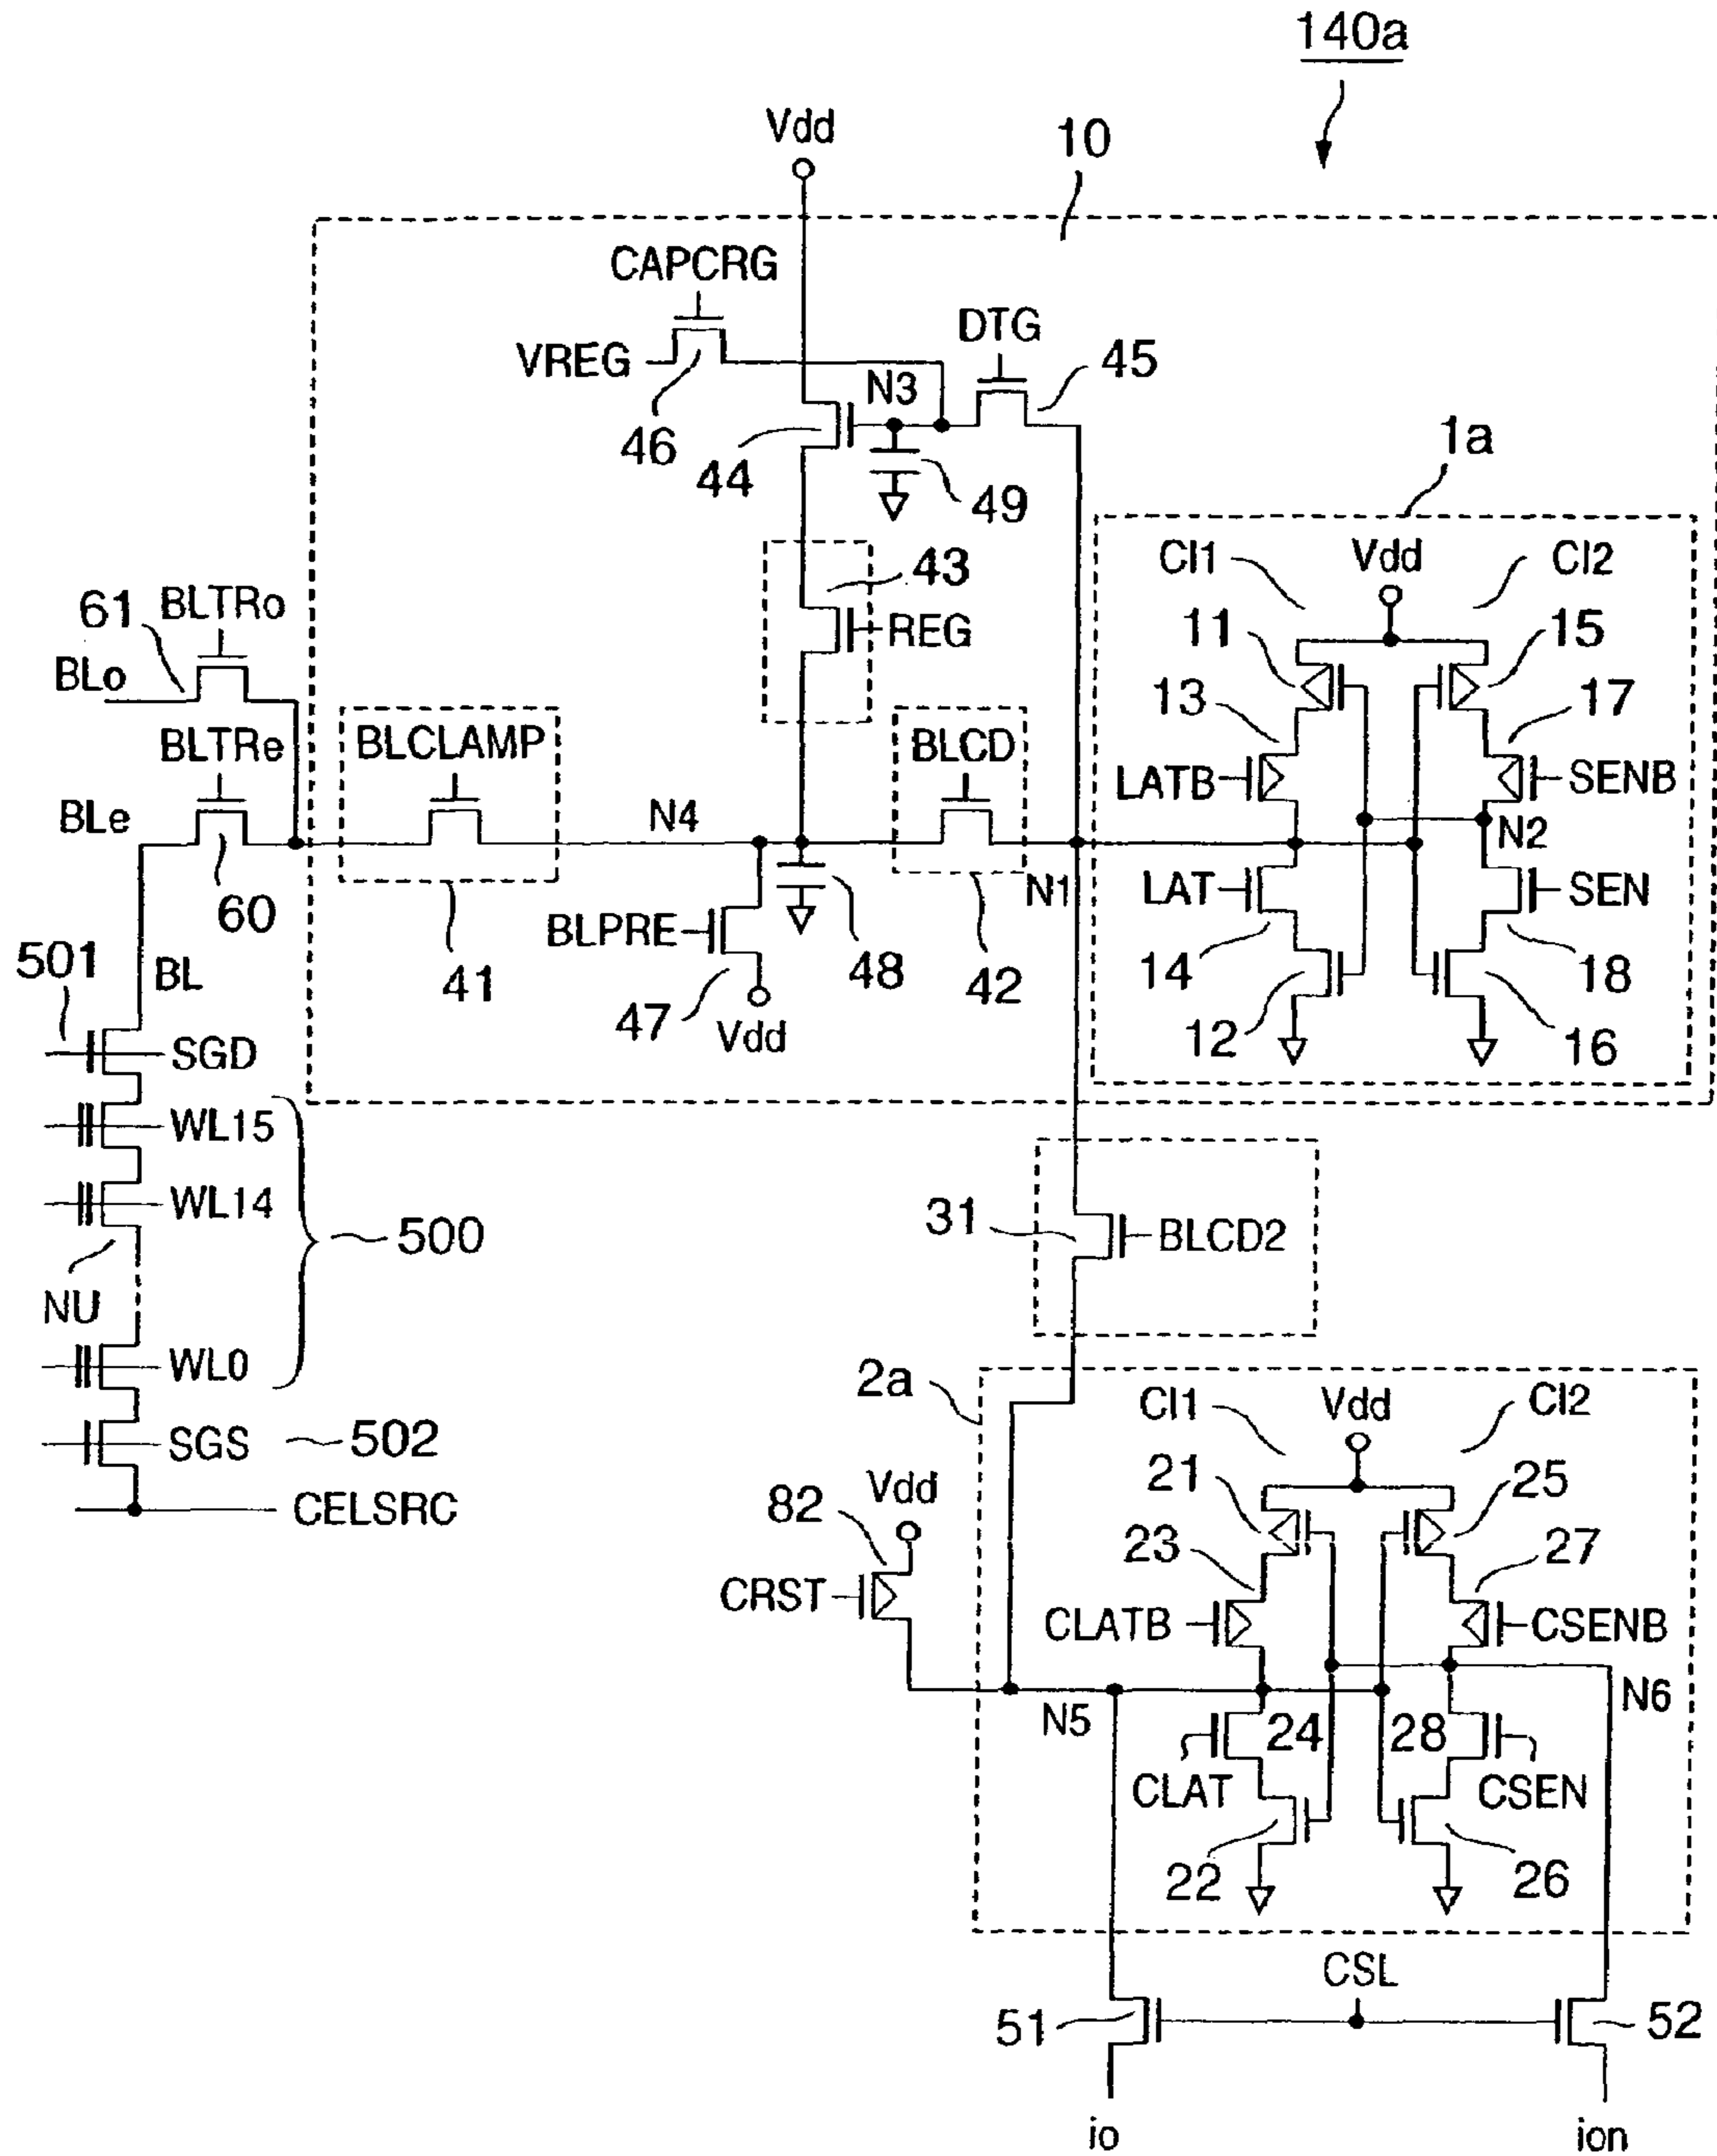 140a
Vdd
10
CAPCRG
DTG
VREG
N3
45
46
44
49
1a
CI1
Vdd
CI2
43
REG
11
15
61
BLTRo
BLo
13
17
BLTRe
BLCLAMP
BLCD
LATB
SENB
BLe
N4
N2
N1
LAT
SEN
60
BLPRE
48
501
BL
41
42
14
18
47
Vdd
12
16
SGD
WL15
WL14
500
31
BLCD2
NU
WL0
2a
CI1
Vdd
CI2
SGS
502
21
25
82
Vdd
23
27
CELSRC
CRST
CLATB
CSENB
N5
24
28
N6
CLAT
CSEN
22
26
CSL
51
52
io
ion